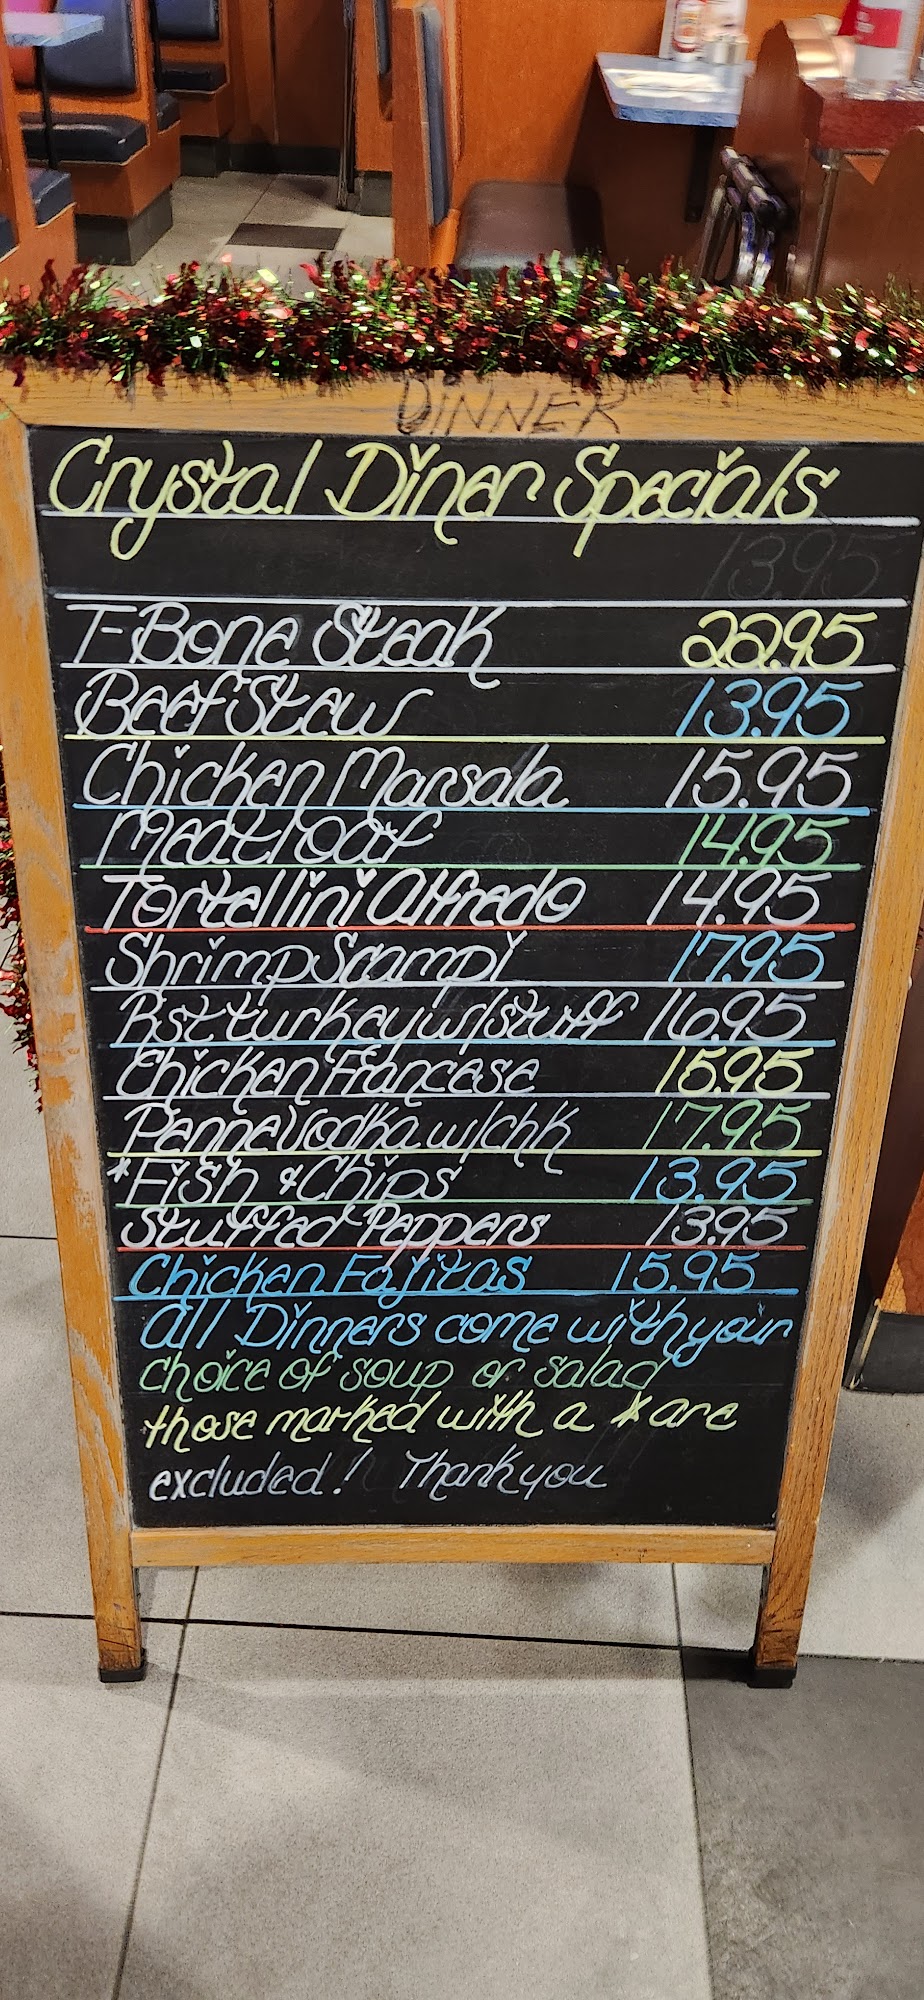 DINNER
Crystal Diner Specials
13.95
T-Bone Steak 22.95
Beef Stew 13.95
Chicken Marsala 15.95
Meatloaf 14.95
Tortellini Alfredo 14.95
Shrimp Scampi 17.95
Rst turkey w/stuff 16.95
Chicken Francese 15.95
Penne Vodka w/chk 17.95
*Fish & Chips 13.95
Stuffed Peppers 13.95
Chicken Fajitas 15.95
All Dinners come with your
choice of soup or salad
those marked with a * are
excluded! Thank you